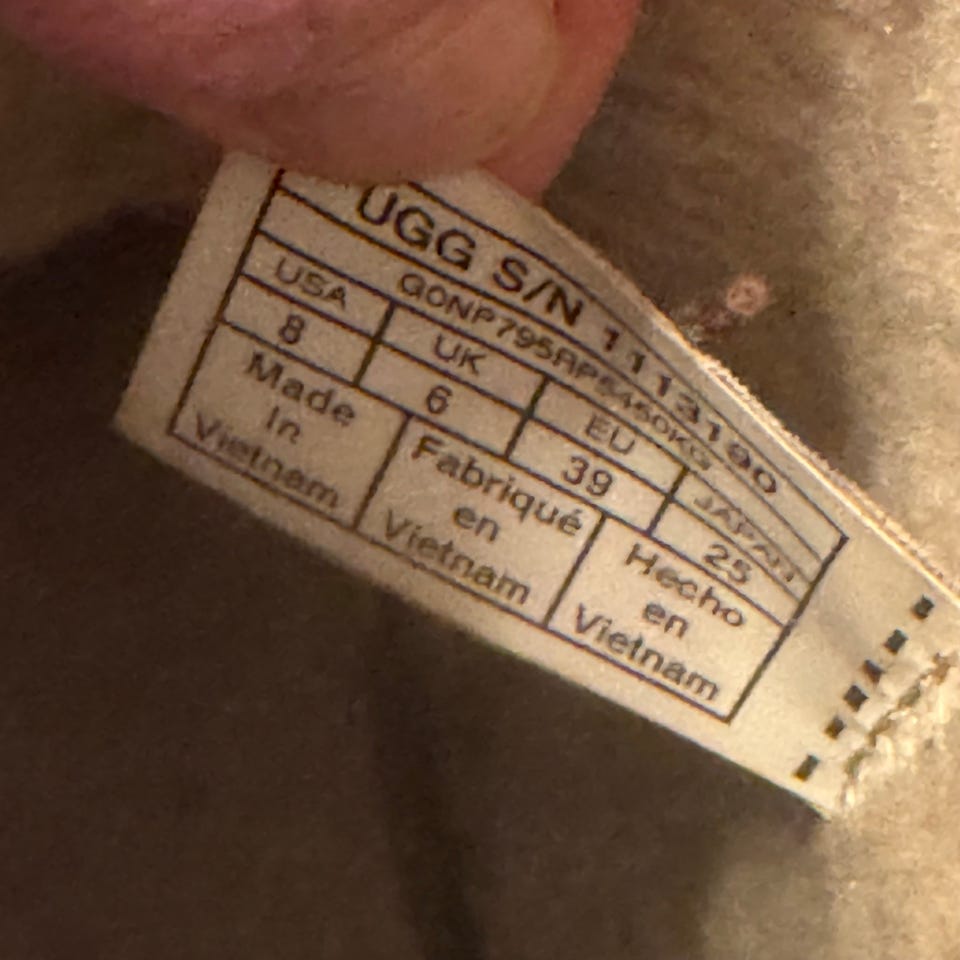 UGG S/N 1113190
USA UK EU JAPAN
8 6 39 25
Made Fabriqué Hecho
In en en
Vietnam Vietnam Vietnam